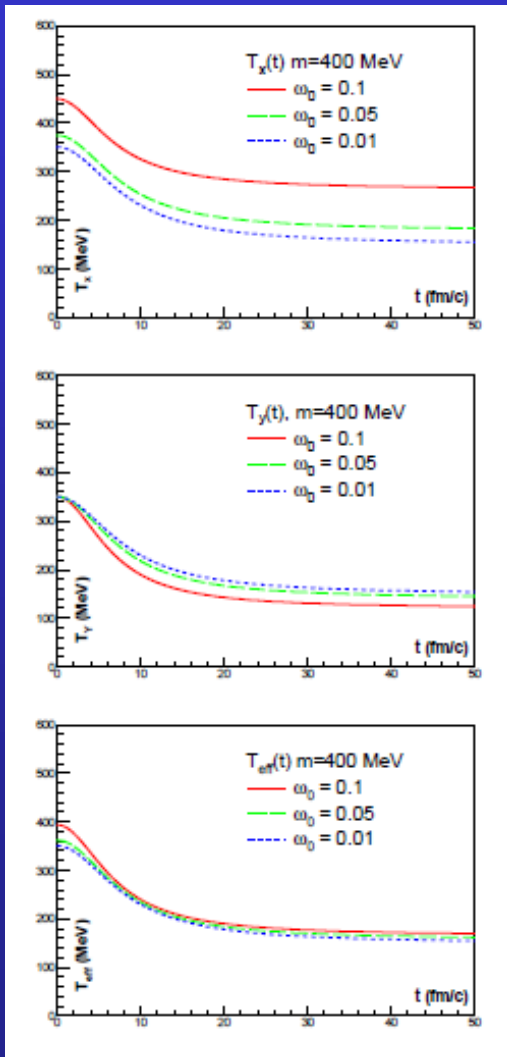 600
500
400
300
200
100
0
0 10 20 30 40 50
Tₓ(t) m=400 MeV
ω₀ = 0.1
ω₀ = 0.05
ω₀ = 0.01
Tₓ (MeV)
t (fm/c)
600
500
400
300
200
100
0
0 10 20 30 40 50
Ty(t), m=400 MeV
ω₀ = 0.1
ω₀ = 0.05
ω₀ = 0.01
TY (MeV)
t (fm/c)
600
500
400
300
200
100
0
0 10 20 30 40 50
Teff(t) m=400 MeV
ω₀ = 0.1
ω₀ = 0.05
ω₀ = 0.01
Teff (MeV)
t (fm/c)